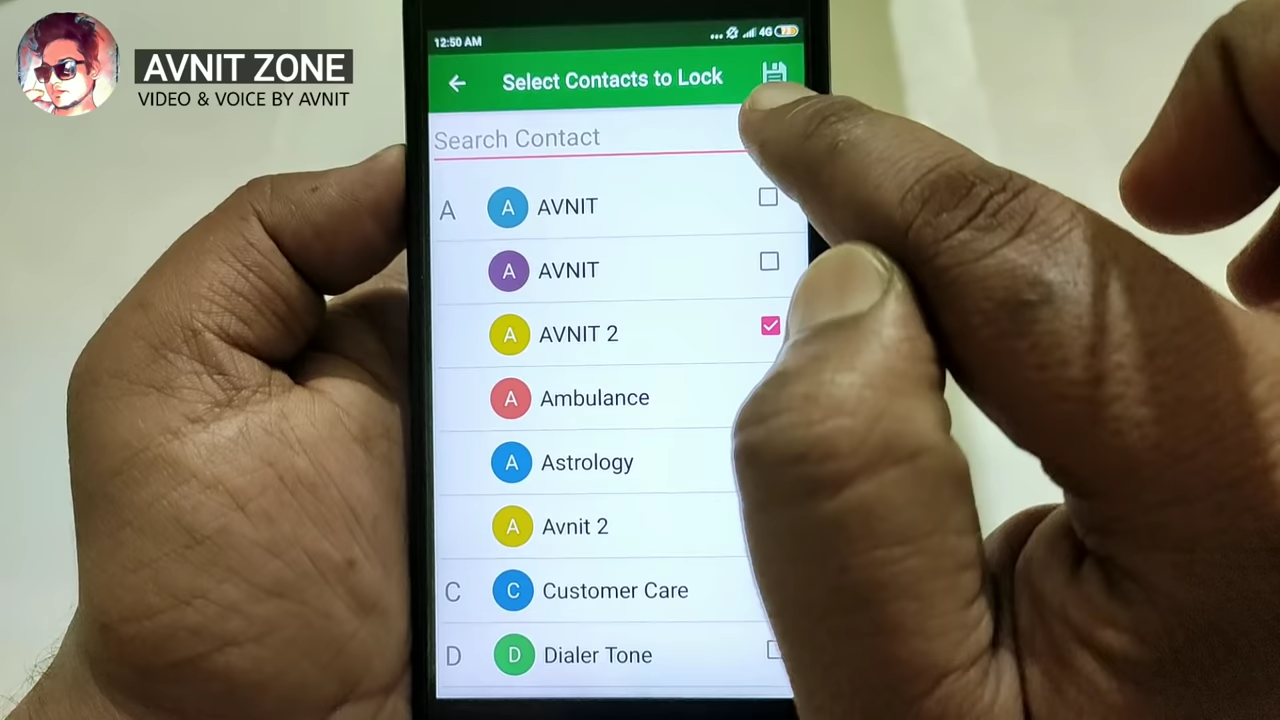 AVNIT ZONE
VIDEO & VOICE BY AVNIT
12:50 AM
4G
Select Contacts to Lock
Search Contact
A A AVNIT
A AVNIT
A AVNIT 2
A Ambulance
A Astrology
A Avnit 2
C C Customer Care
D D Dialer Tone